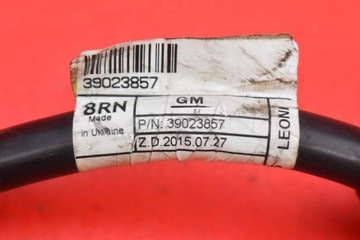 39023857
8RN
Made
in Ukraine
GM
P/N: 39023857
Z.D.2015.07.27
LEONI